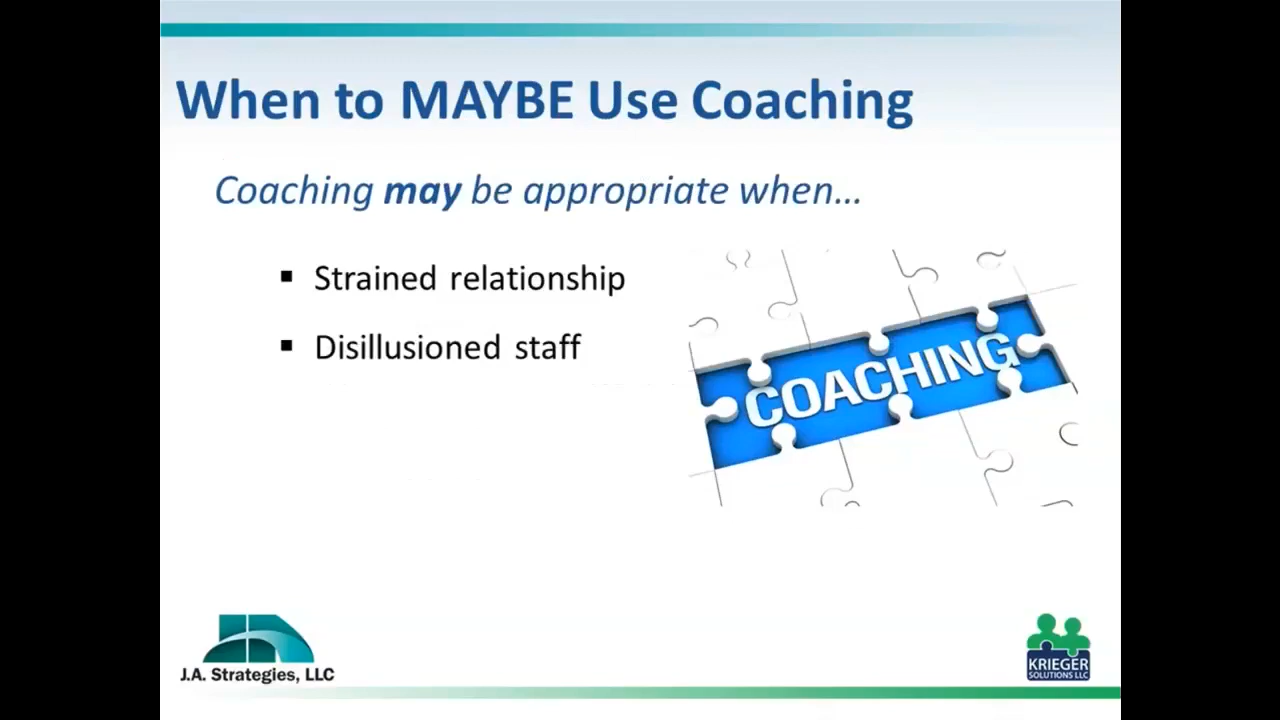 When to MAYBE Use Coaching
Coaching may be appropriate when…
▪ Strained relationship
▪ Disillusioned staff
COACHING
J.A. Strategies, LLC
KRIEGER
SOLUTIONS LLC